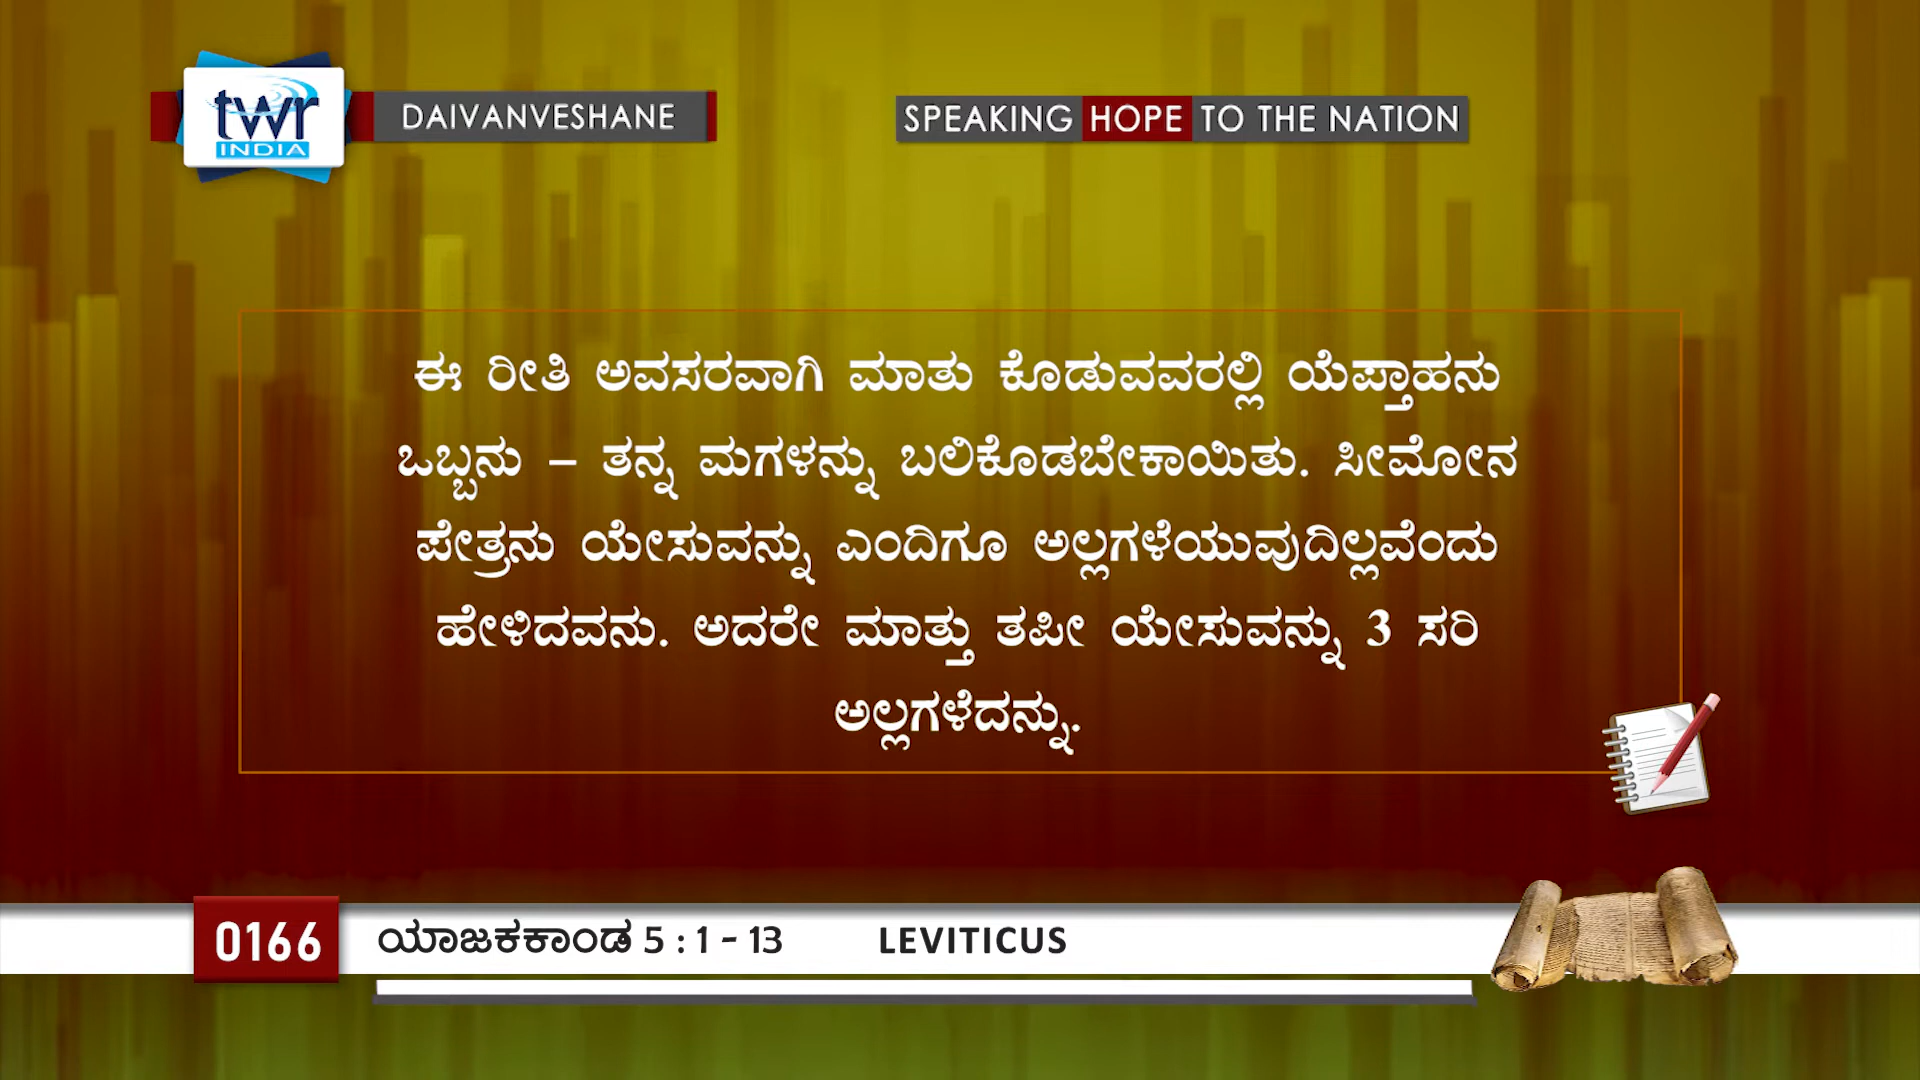 twr
INDIA
DAIVANVESHANE
SPEAKING HOPE TO THE NATION
ಈ ರೀತಿ ಅವಸರವಾಗಿ ಮಾತು ಕೊಡುವವರಲ್ಲಿ ಯೆಪ್ತಾಹನು
ಒಬ್ಬನು – ತನ್ನ ಮಗಳನ್ನು ಬಲಿಕೊಡಬೇಕಾಯಿತು. ಸೀಮೋನ
ಪೇತ್ರನು ಯೇಸುವನ್ನು ಎಂದಿಗೂ ಅಲ್ಲಗಳೆಯುವುದಿಲ್ಲವೆಂದು
ಹೇಳಿದವನು. ಅದರೇ ಮಾತ್ತು ತಪೀ ಯೇಸುವನ್ನು 3 ಸರಿ
ಅಲ್ಲಗಳೆದನ್ನು.
0166 ಯಾಜಕಕಾಂಡ 5 : 1 - 13 LEVITICUS